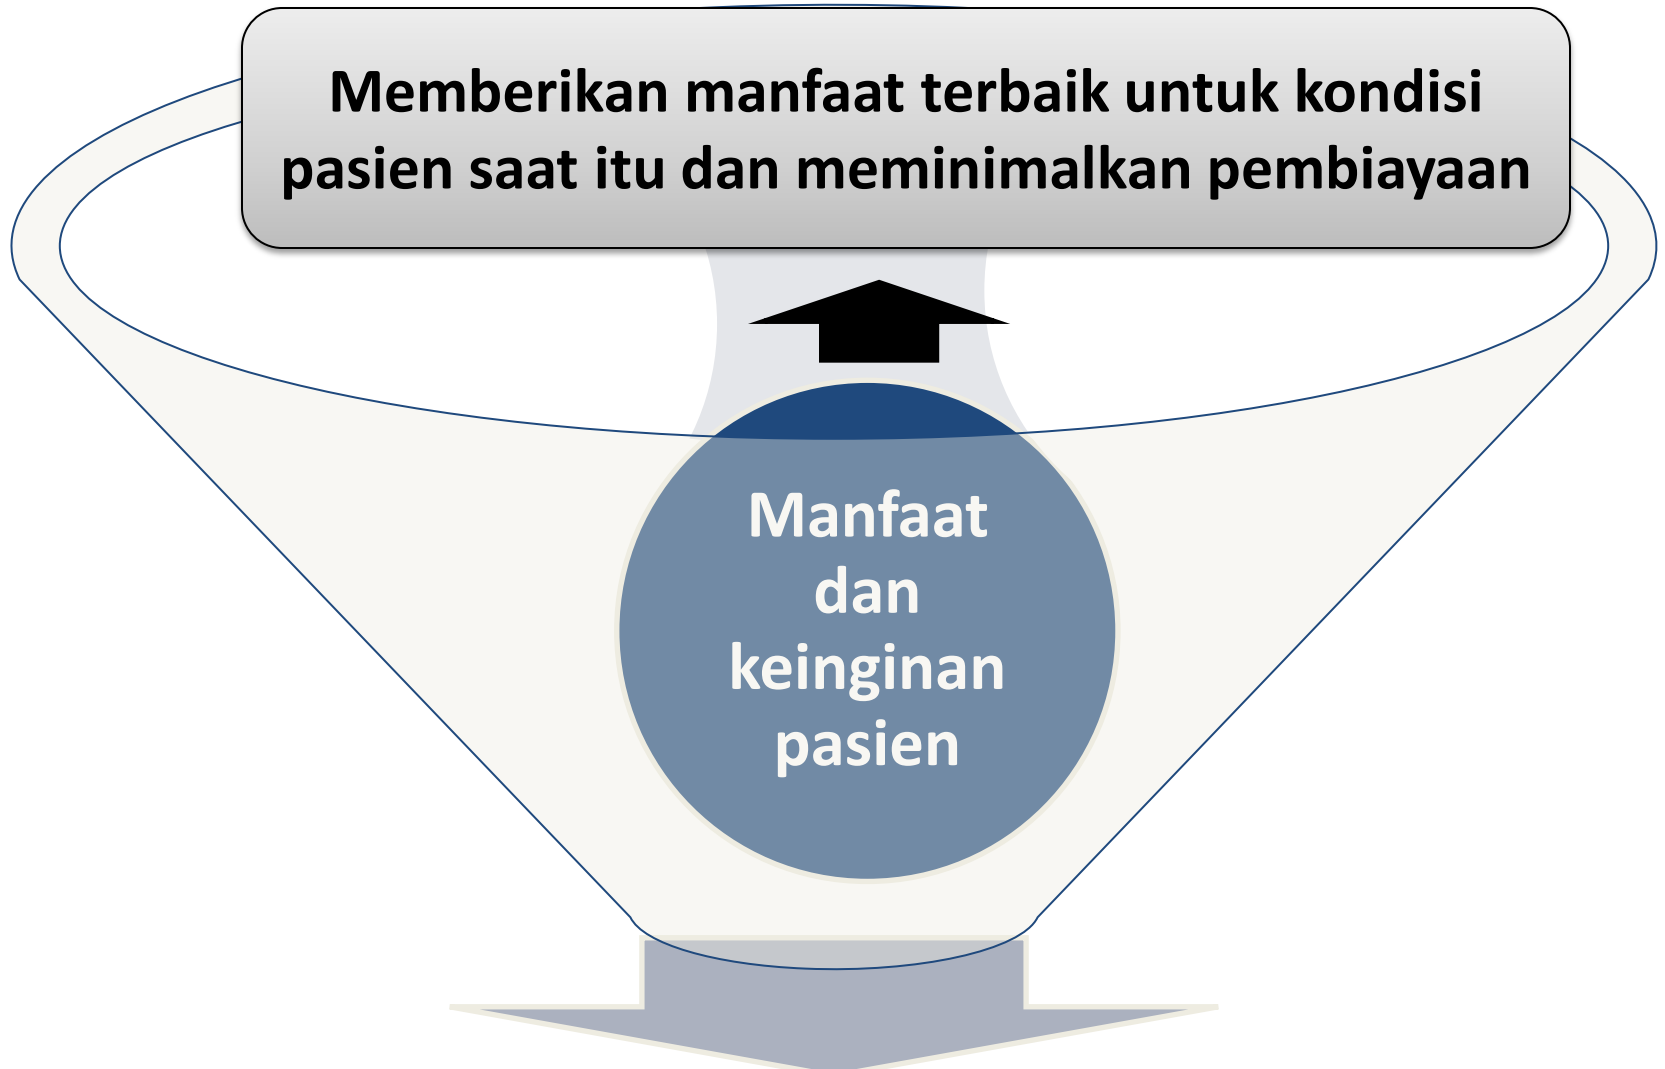 Memberikan manfaat terbaik untuk kondisi
pasien saat itu dan meminimalkan pembiayaan
Manfaat
dan
keinginan
pasien